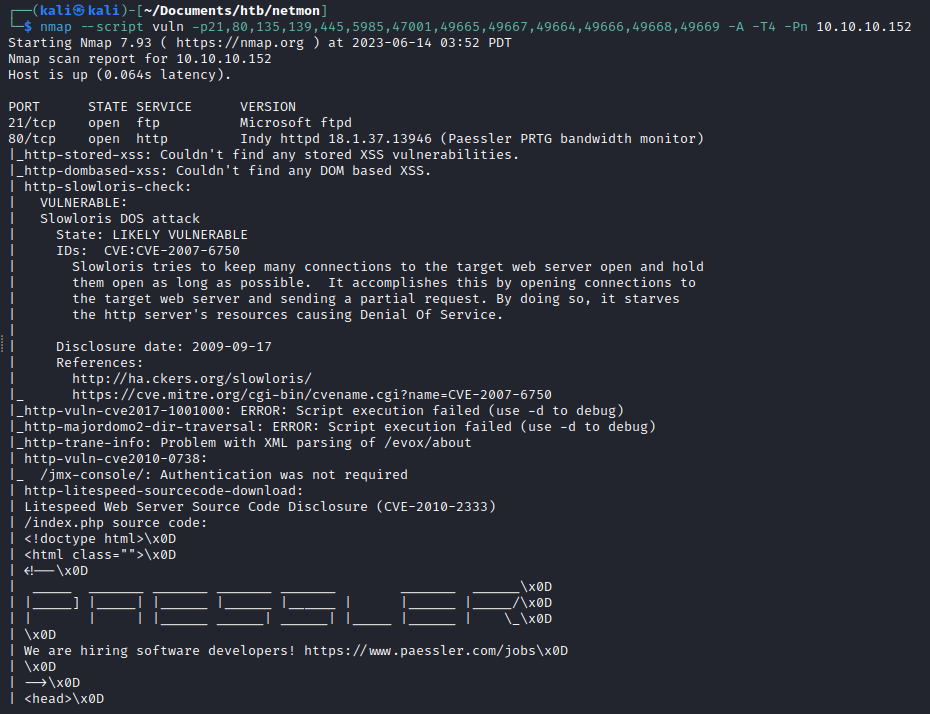 ┌──(kali㉿kali)-[~/Documents/htb/netmon]
└─$ nmap --script vuln -p21,80,135,139,445,5985,47001,49665,49667,49664,49666,49668,49669 -A -T4 -Pn 10.10.10.152
Starting Nmap 7.93 ( https://nmap.org ) at 2023-06-14 03:52 PDT
Nmap scan report for 10.10.10.152
Host is up (0.064s latency).

PORT      STATE SERVICE      VERSION
21/tcp    open  ftp          Microsoft ftpd
80/tcp    open  http         Indy httpd 18.1.37.13946 (Paessler PRTG bandwidth monitor)
|_http-stored-xss: Couldn't find any stored XSS vulnerabilities.
|_http-dombased-xss: Couldn't find any DOM based XSS.
| http-slowloris-check:
|   VULNERABLE:
|   Slowloris DOS attack
|     State: LIKELY VULNERABLE
|     IDs:  CVE:CVE-2007-6750
|       Slowloris tries to keep many connections to the target web server open and hold
|       them open as long as possible.  It accomplishes this by opening connections to
|       the target web server and sending a partial request. By doing so, it starves
|       the http server's resources causing Denial Of Service.
|
|     Disclosure date: 2009-09-17
|     References:
|       http://ha.ckers.org/slowloris/
|_      https://cve.mitre.org/cgi-bin/cvename.cgi?name=CVE-2007-6750
|_http-vuln-cve2017-1001000: ERROR: Script execution failed (use -d to debug)
|_http-majordomo2-dir-traversal: ERROR: Script execution failed (use -d to debug)
|_http-trane-info: Problem with XML parsing of /evox/about
| http-vuln-cve2010-0738:
|_  /jmx-console/: Authentication was not required
| http-litespeed-sourcecode-download:
| Litespeed Web Server Source Code Disclosure (CVE-2010-2333)
| /index.php source code:
| <!doctype html>\x0D
| <html class="">\x0D
| <!--\x0D
|  _____  _______ _______ _______ _______        _______  ______\x0D
| |_____] |_____| |______ |______ |______ |      |______ |_____/\x0D
| |       |     | |______ ______| ______| |_____ |______ |    \_\x0D
| \x0D
| We are hiring software developers! https://www.paessler.com/jobs\x0D
| \x0D
| -->\x0D
| <head>\x0D